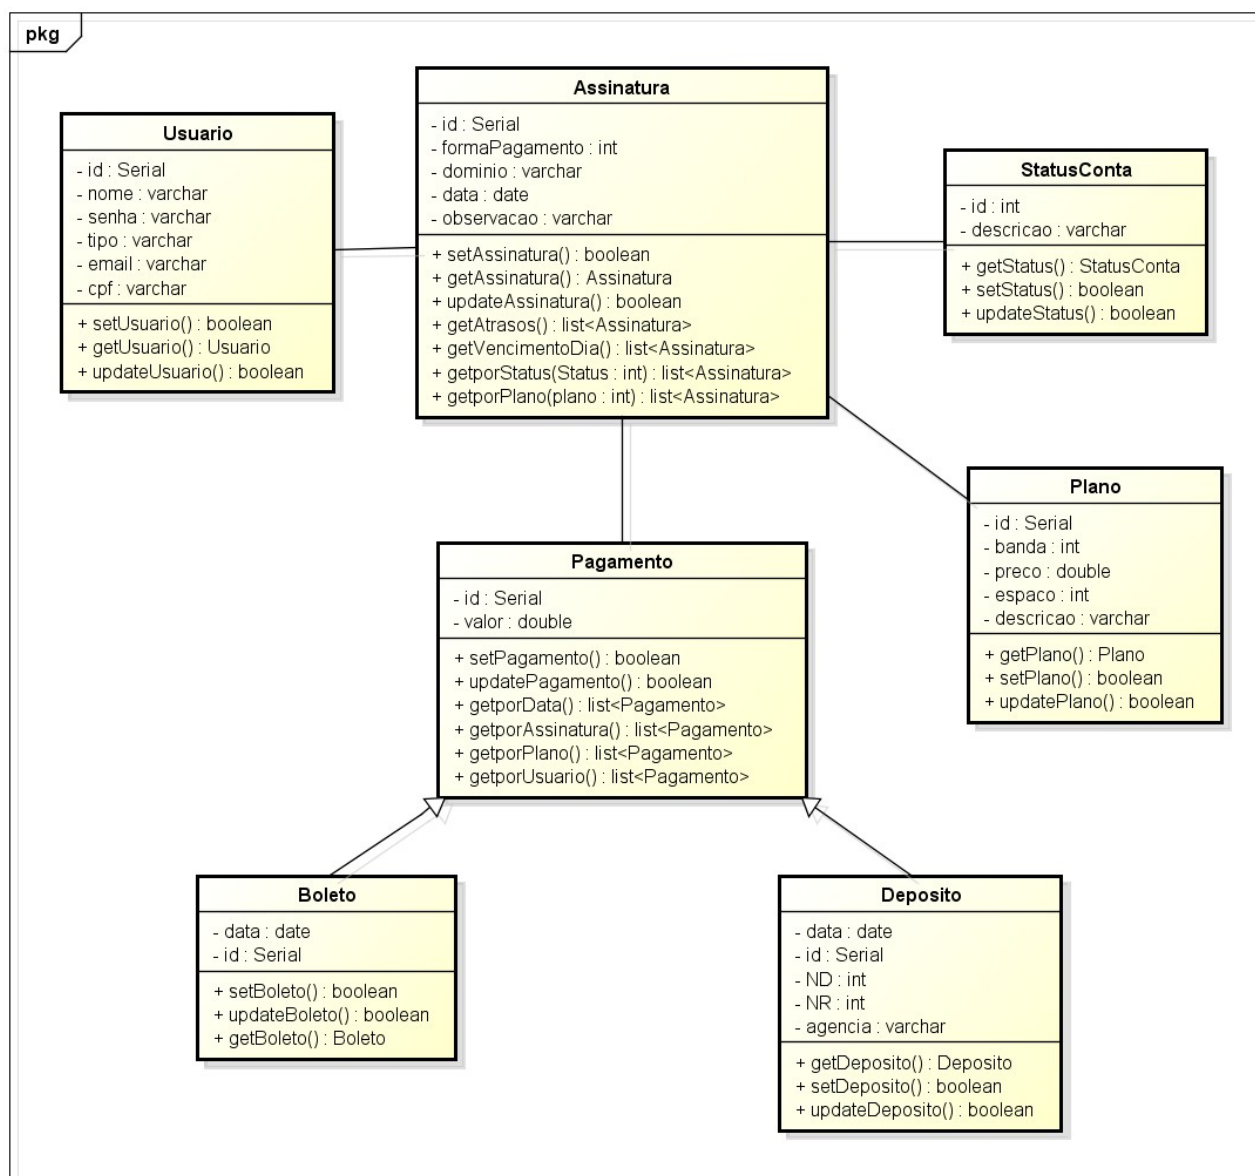 pkg
Usuario
- id : Serial
- nome : varchar
- senha : varchar
- tipo : varchar
- email : varchar
- cpf : varchar
+ setUsuario() : boolean
+ getUsuario() : Usuario
+ updateUsuario() : boolean
Assinatura
- id : Serial
- formaPagamento : int
- dominio : varchar
- data : date
- observacao : varchar
+ setAssinatura() : boolean
+ getAssinatura() : Assinatura
+ updateAssinatura() : boolean
+ getAtrasos() : list<Assinatura>
+ getVencimentoDia() : list<Assinatura>
+ getporStatus(Status : int) : list<Assinatura>
+ getporPlano(plano : int) : list<Assinatura>
StatusConta
- id : int
- descricao : varchar
+ getStatus() : StatusConta
+ setStatus() : boolean
+ updateStatus() : boolean
Plano
- id : Serial
- banda : int
- preco : double
- espaco : int
- descricao : varchar
+ getPlano() : Plano
+ setPlano() : boolean
+ updatePlano() : boolean
Pagamento
- id : Serial
- valor : double
+ setPagamento() : boolean
+ updatePagamento() : boolean
+ getporData() : list<Pagamento>
+ getporAssinatura() : list<Pagamento>
+ getporPlano() : list<Pagamento>
+ getporUsuario() : list<Pagamento>
Boleto
- data : date
- id : Serial
+ setBoleto() : boolean
+ updateBoleto() : boolean
+ getBoleto() : Boleto
Deposito
- data : date
- id : Serial
- ND : int
- NR : int
- agencia : varchar
+ getDeposito() : Deposito
+ setDeposito() : boolean
+ updateDeposito() : boolean